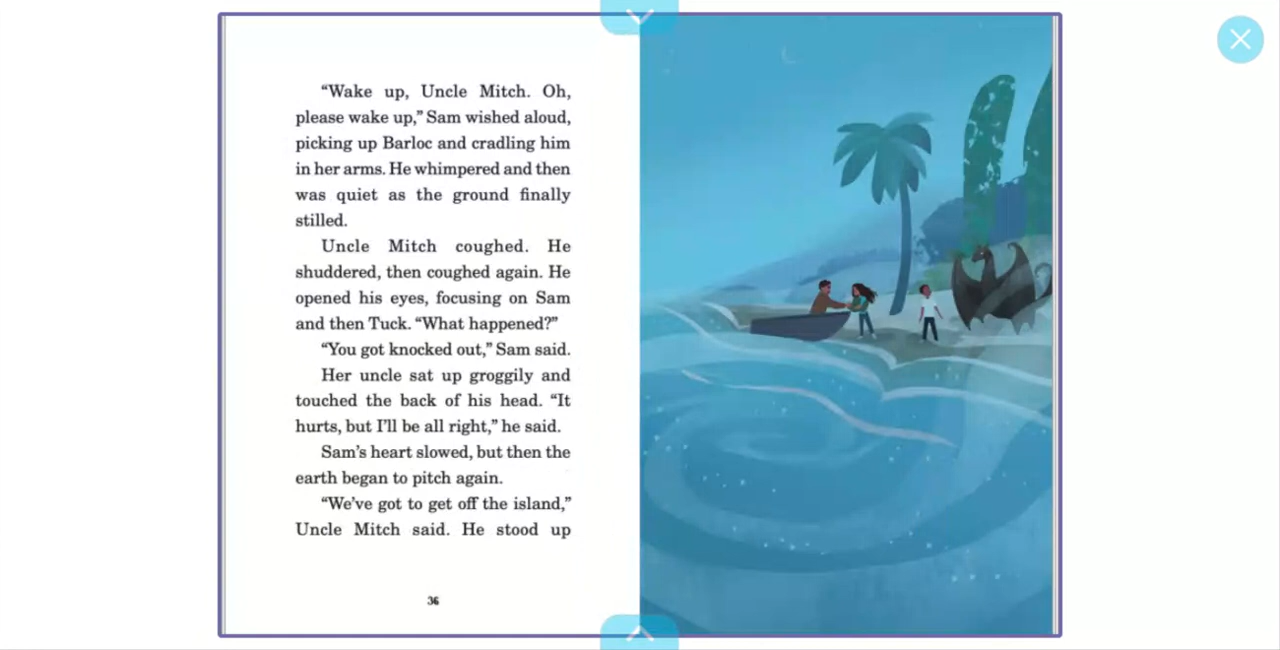 “Wake up, Uncle Mitch. Oh,
please wake up,” Sam wished aloud,
picking up Barloc and cradling him
in her arms. He whimpered and then
was quiet as the ground finally
stilled.
Uncle Mitch coughed. He
shuddered, then coughed again. He
opened his eyes, focusing on Sam
and then Tuck. “What happened?”
“You got knocked out,” Sam said.
Her uncle sat up groggily and
touched the back of his head. “It
hurts, but I’ll be all right,” he said.
Sam’s heart slowed, but then the
earth began to pitch again.
“We’ve got to get off the island,”
Uncle Mitch said. He stood up
36